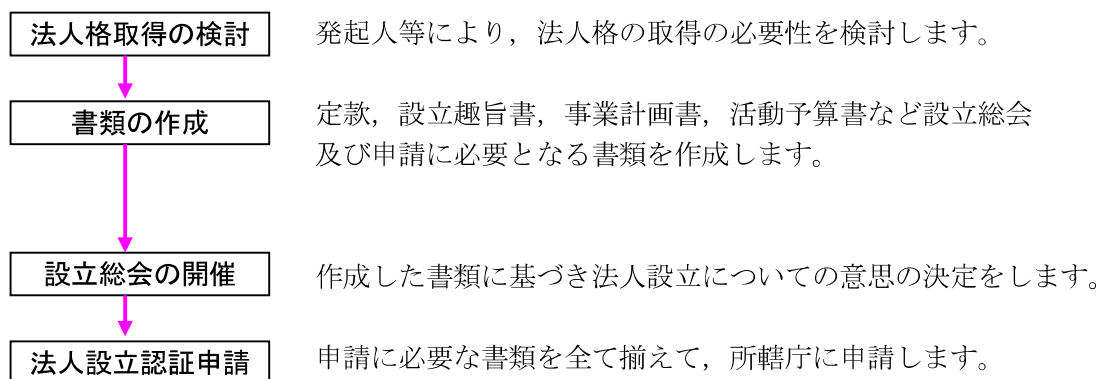 法人格取得の検討
発起人等により，法人格の取得の必要性を検討します。
書類の作成
定款，設立趣旨書，事業計画書，活動予算書など設立総会
及び申請に必要となる書類を作成します。
設立総会の開催
作成した書類に基づき法人設立についての意思の決定をします。
法人設立認証申請
申請に必要な書類を全て揃えて，所轄庁に申請します。